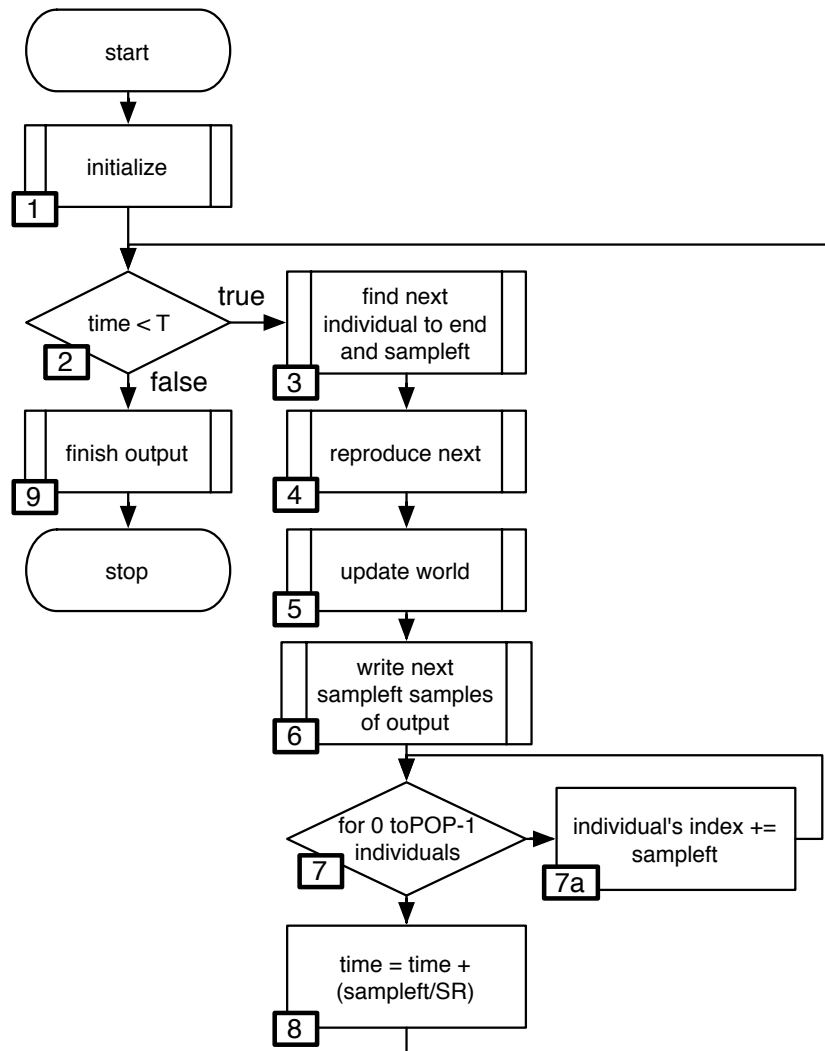 start
initialize
1
time < T
2
true
false
find next
individual to end
and sampleft
3
finish output
9
reproduce next
4
stop
update world
5
write next
sampleft samples
of output
6
for 0 toPOP-1
individuals
7
individual's index +=
sampleft
7a
time = time +
(sampleft/SR)
8